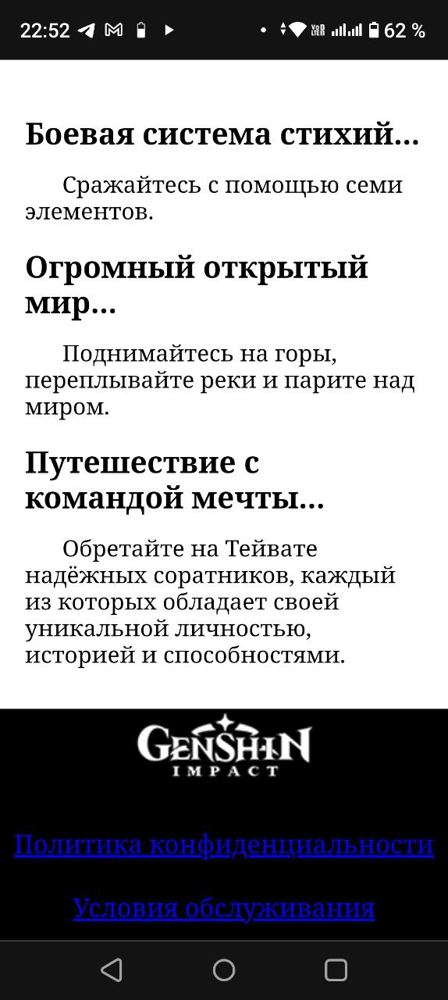 22:52 VoD LTE R 62 %
Боевая система стихий...
Сражайтесь с помощью семи
элементов.
Огромный открытый
мир...
Поднимайтесь на горы,
переплывайте реки и парите над
миром.
Путешествие с
командой мечты...
Обретайте на Тейвате
надёжных соратников, каждый
из которых обладает своей
уникальной личностью,
историей и способностями.
GENSHIN
IMPACT
Политика конфиденциальности
Условия обслуживания